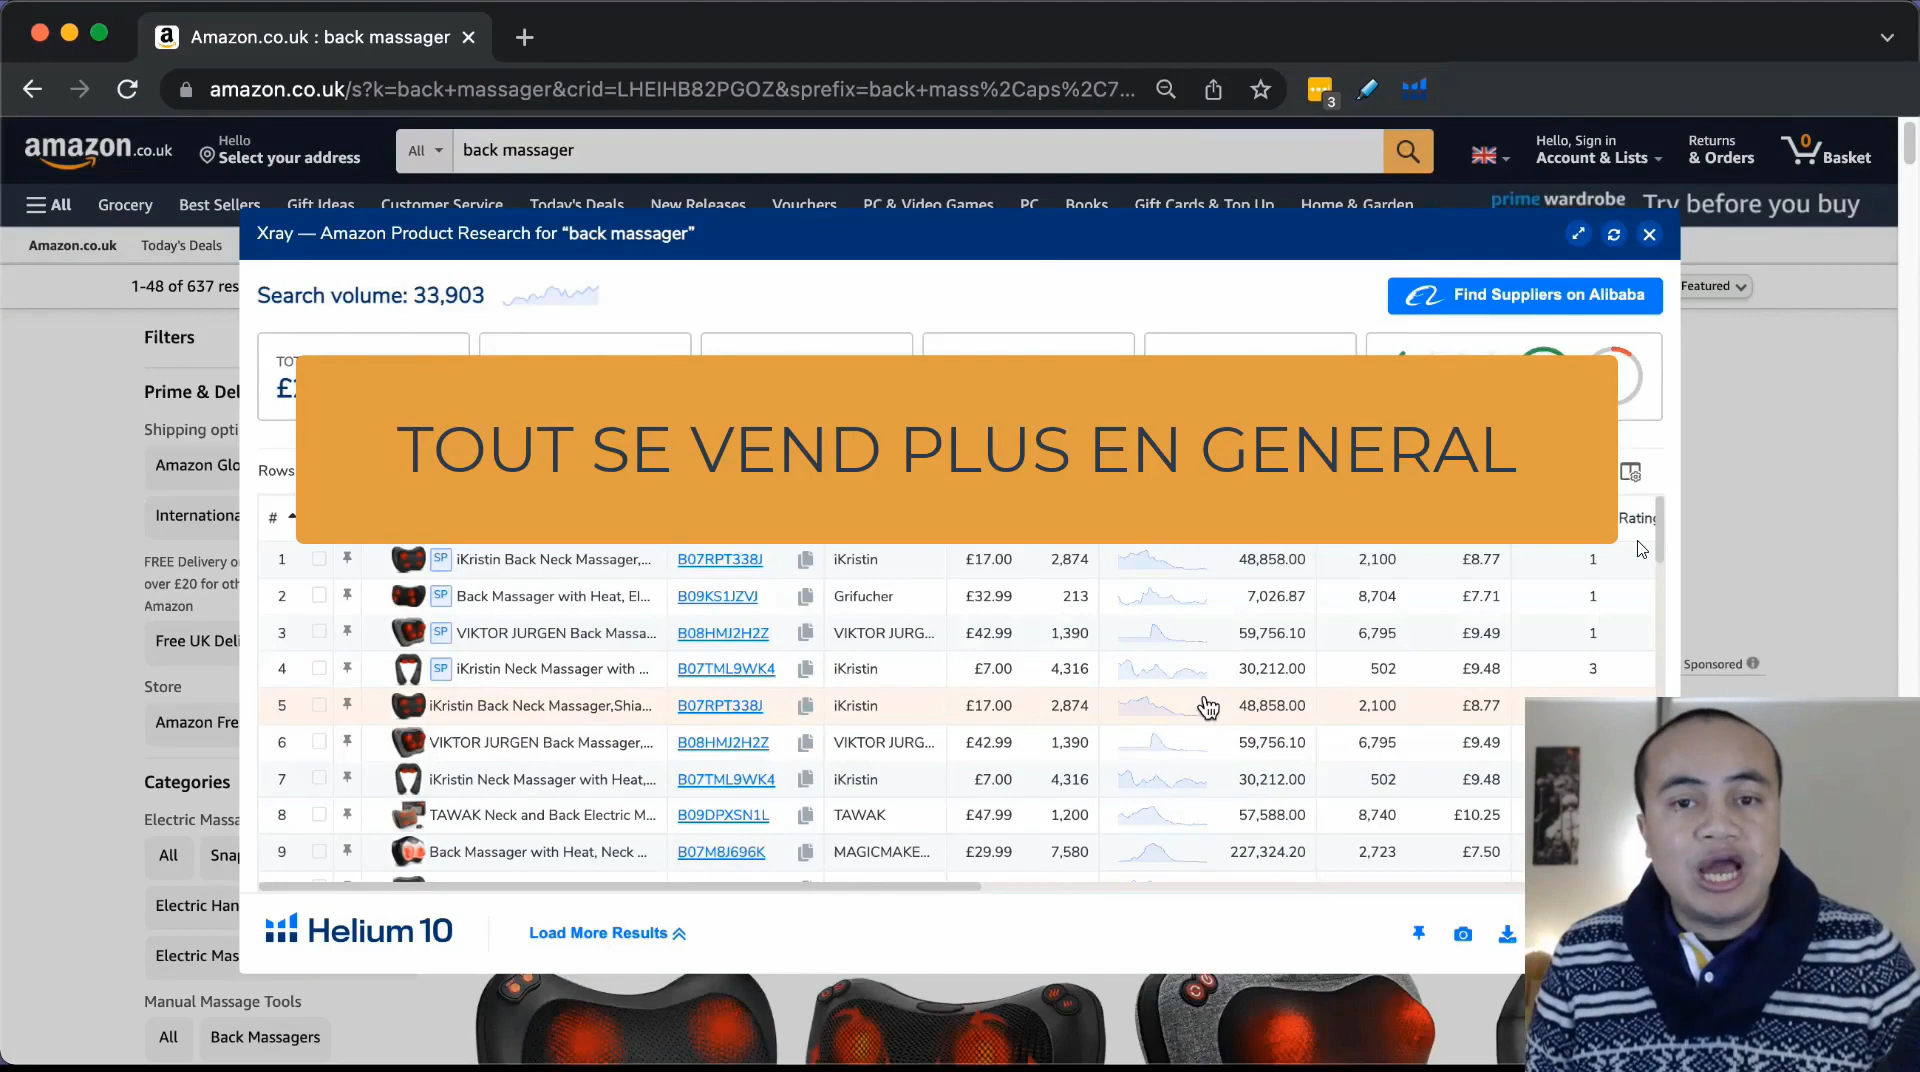 Amazon.co.uk : back massager
amazon.co.uk/s?k=back+massager&crid=LHEIHB82PGOZ&sprefix=back+mass%2Caps%2C7...
3
amazon.co.uk
Hello
Select your address
All
back massager
Hello, Sign in
Account & Lists
Returns
& Orders
0
Basket
All Grocery Best Sellers Gift Ideas Customer Service Today's Deals New Releases Vouchers PC & Video Games PC Books Gift Cards & Top Up Home & Garden
prime wardrobe Try before you buy
Amazon.co.uk Today's Deals
Xray — Amazon Product Research for “back massager”
1-48 of 637 res
Search volume: 33,903
Find Suppliers on Alibaba
Featured
Filters
Prime & Del
Shipping opti
Amazon Glo
Internationa
FREE Delivery o
over £20 for ot
Amazon
Free UK Deli
Store
Amazon Fre
Categories
Electric Massa
All Sna
Electric Han
Electric Mas
Manual Massage Tools
All Back Massagers
TOUT SE VEND PLUS EN GENERAL
Rows
# Rating
1 SP iKristin Back Neck Massager,... B07RPT338J iKristin £17.00 2,874 48,858.00 2,100 £8.77 1
2 SP Back Massager with Heat, El... B09KS1JZVJ Grifucher £32.99 213 7,026.87 8,704 £7.71 1
3 SP VIKTOR JURGEN Back Massa... B08HMJ2H2Z VIKTOR JURG... £42.99 1,390 59,756.10 6,795 £9.49 1
4 SP iKristin Neck Massager with ... B07TML9WK4 iKristin £7.00 4,316 30,212.00 502 £9.48 3
5 iKristin Back Neck Massager,Shia... B07RPT338J iKristin £17.00 2,874 48,858.00 2,100 £8.77
6 VIKTOR JURGEN Back Massager,... B08HMJ2H2Z VIKTOR JURG... £42.99 1,390 59,756.10 6,795 £9.49
7 iKristin Neck Massager with Heat,... B07TML9WK4 iKristin £7.00 4,316 30,212.00 502 £9.48
8 TAWAK Neck and Back Electric M... B09DPXSN1L TAWAK £47.99 1,200 57,588.00 8,740 £10.25
9 Back Massager with Heat, Neck ... B07M8J696K MAGICMAKE... £29.99 7,580 227,324.20 2,723 £7.50
Sponsored
Helium 10
Load More Results